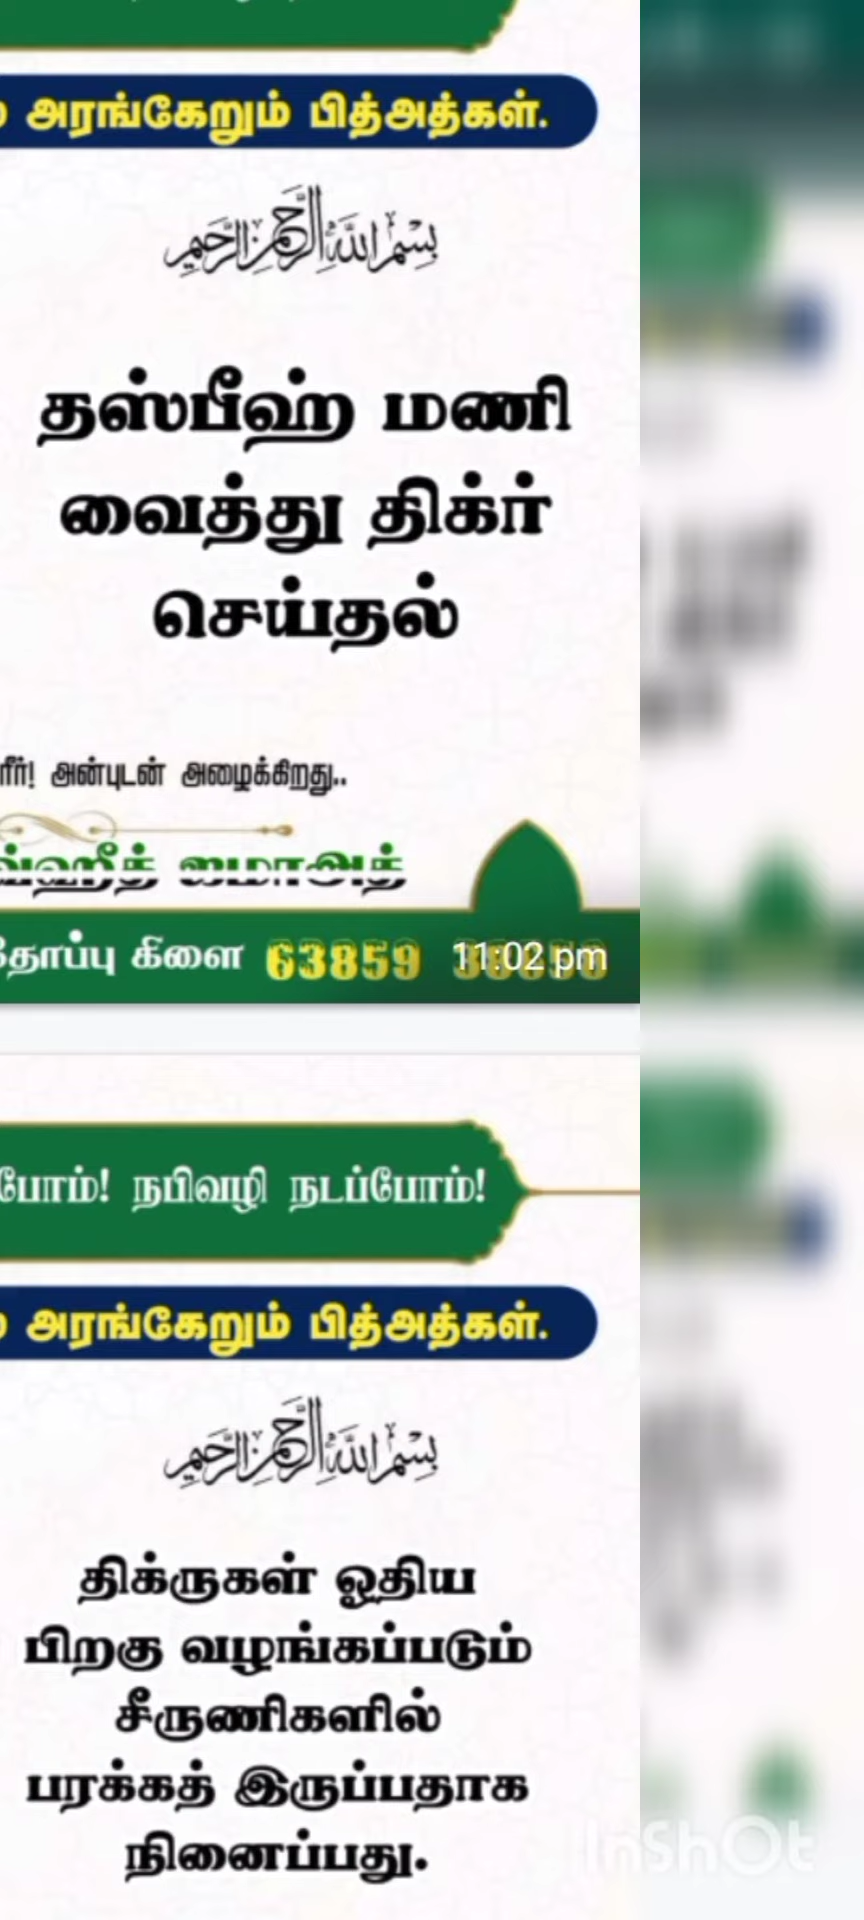 அரங்கேறும் பித்அத்கள்.
بسم الله الرحمن الرحيم
தஸ்பீஹ் மணி
வைத்து திக்ர்
செய்தல்
அன்புடன் அழைக்கிறது..
ஜமாஅத்
கிளை 63859 11:02 pm
நபிவழி நடப்போம்!
அரங்கேறும் பித்அத்கள்.
بسم الله الرحمن الرحيم
திக்ருகள் ஓதிய
பிறகு வழங்கப்படும்
சீருணிகளில்
பரக்கத் இருப்பதாக
நினைப்பது.
InShOt